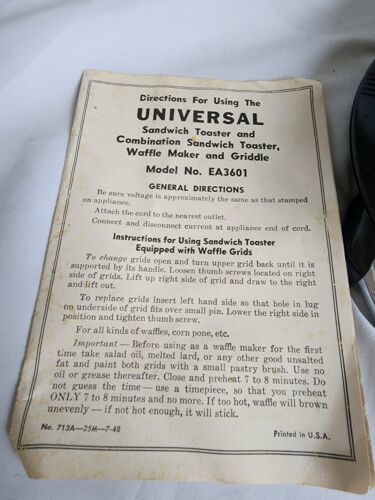 Directions For Using The
UNIVERSAL
Sandwich Toaster and
Combination Sandwich Toaster,
Waffle Maker and Griddle
Model No. EA3601
GENERAL DIRECTIONS
Be sure voltage is approximately the same as that stamped
on appliance.
Attach the cord to the nearest outlet.
Connect and disconnect current at appliance end of cord.
Instructions for Using Sandwich Toaster
Equipped with Waffle Grids
To change grids open and turn upper grid back until it is
supported by its handle. Loosen thumb screws located on right
side of grids. Lift up right side of grid and draw to the right
and lift out.
To replace grids insert left hand side so that hole in lug
on underside of grid fits over small pin. Lower the right side in
position and tighten thumb screw.
For all kinds of waffles, corn pone, etc.
Important — Before using as a waffle maker for the first
time take salad oil, melted lard, or any other good unsalted
fat and paint both grids with a small pastry brush. Use no
oil or grease thereafter. Close and preheat 7 to 8 minutes. Do
not guess the time — use a timepiece, so that you preheat
ONLY 7 to 8 minutes and no more. If too hot, waffle will brown
unevenly — if not hot enough, it will stick.
No. 713A—25M—7-48
Printed in U.S.A.